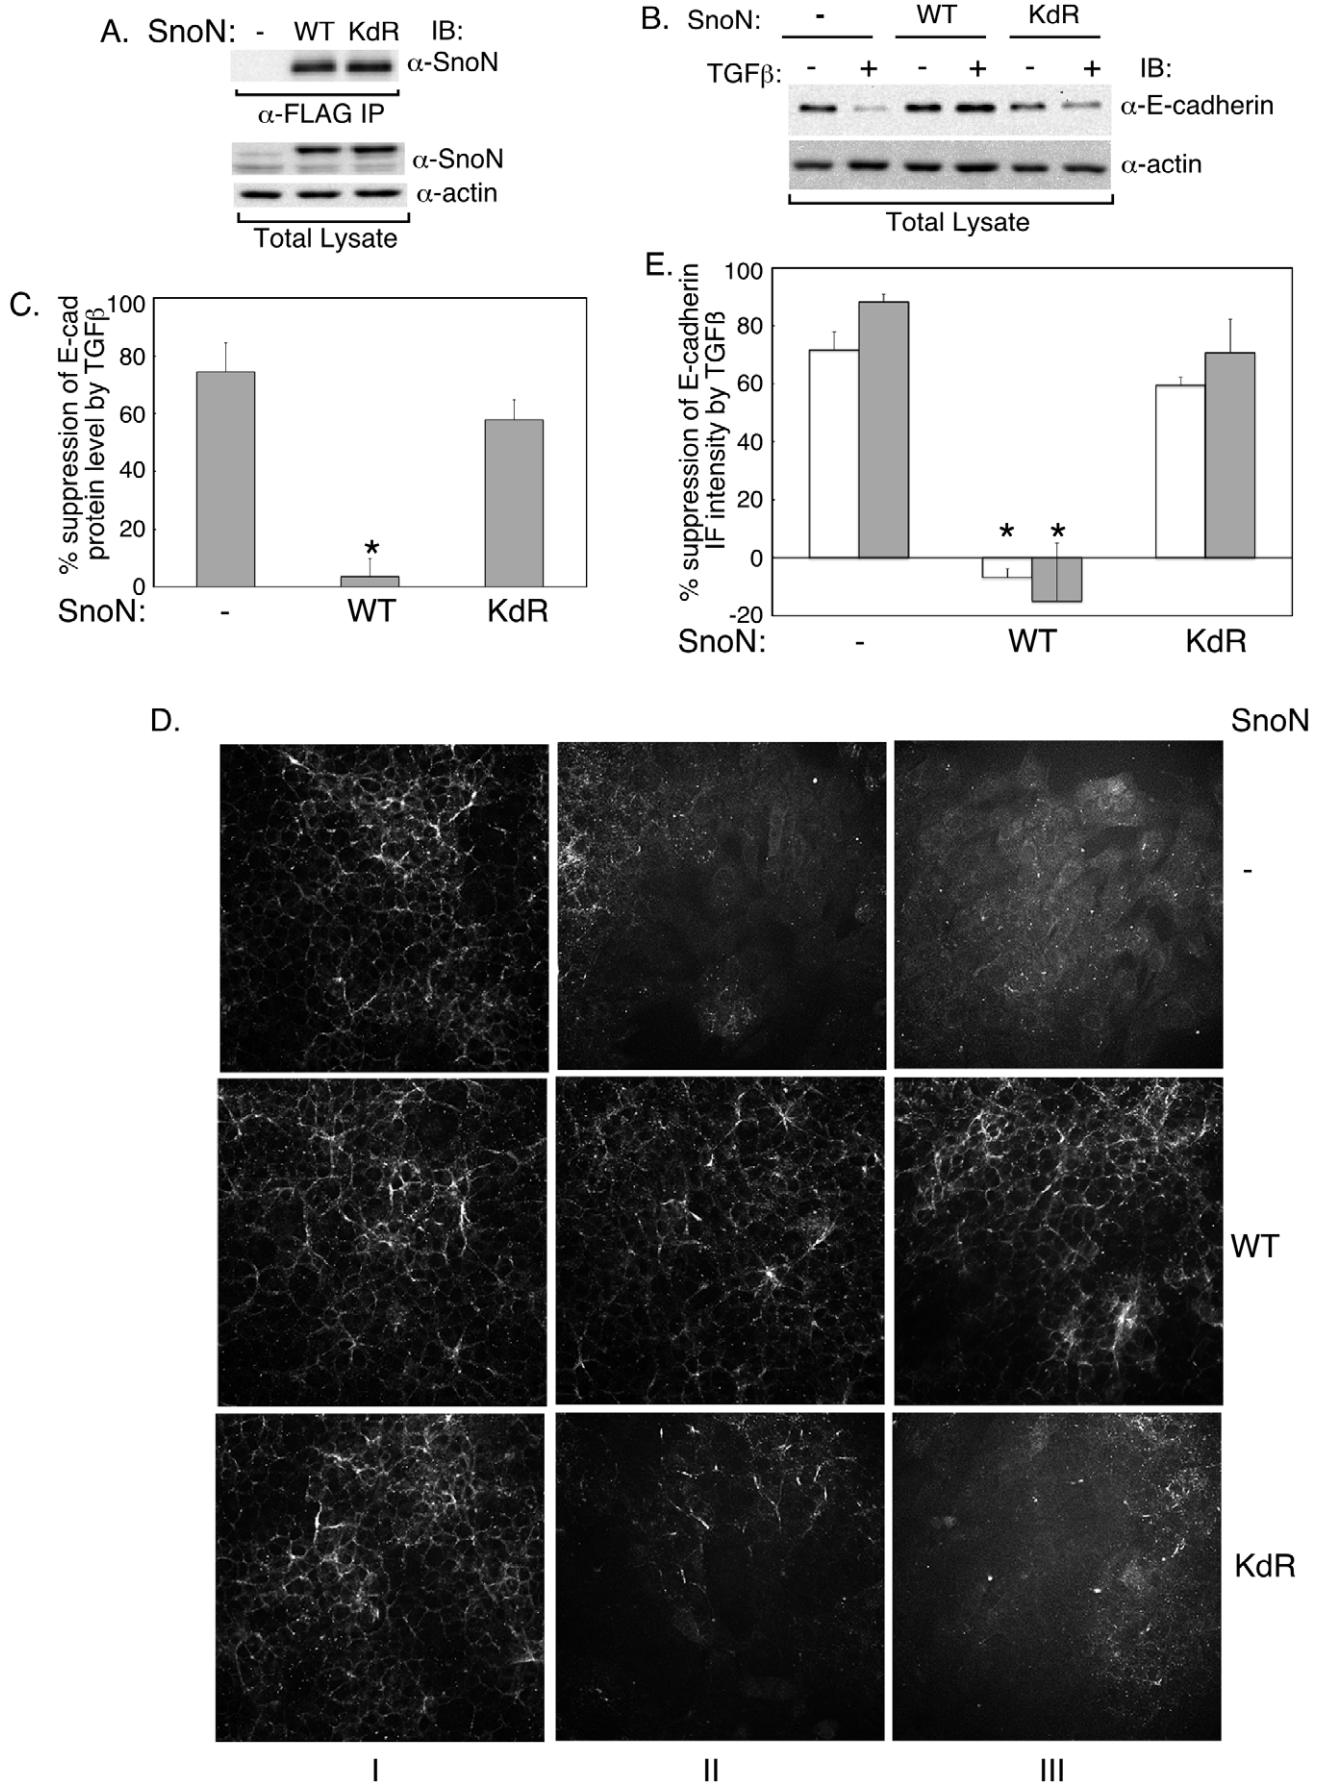 A. SnoN: - WT KdR IB:
α-SnoN
α-FLAG IP
α-SnoN
α-actin
Total Lysate
B. SnoN: - WT KdR
TGFβ: - + - + - + IB:
α-E-cadherin
α-actin
Total Lysate
C.
% suppression of E-cad
protein level by TGFβ
100
80
60
40
20
0
*
SnoN: - WT KdR
E.
% suppression of E-cadherin
IF intensity by TGFß
100
80
60
40
20
0
-20
* *
SnoN: - WT KdR
D.
SnoN
-
WT
KdR
I II III